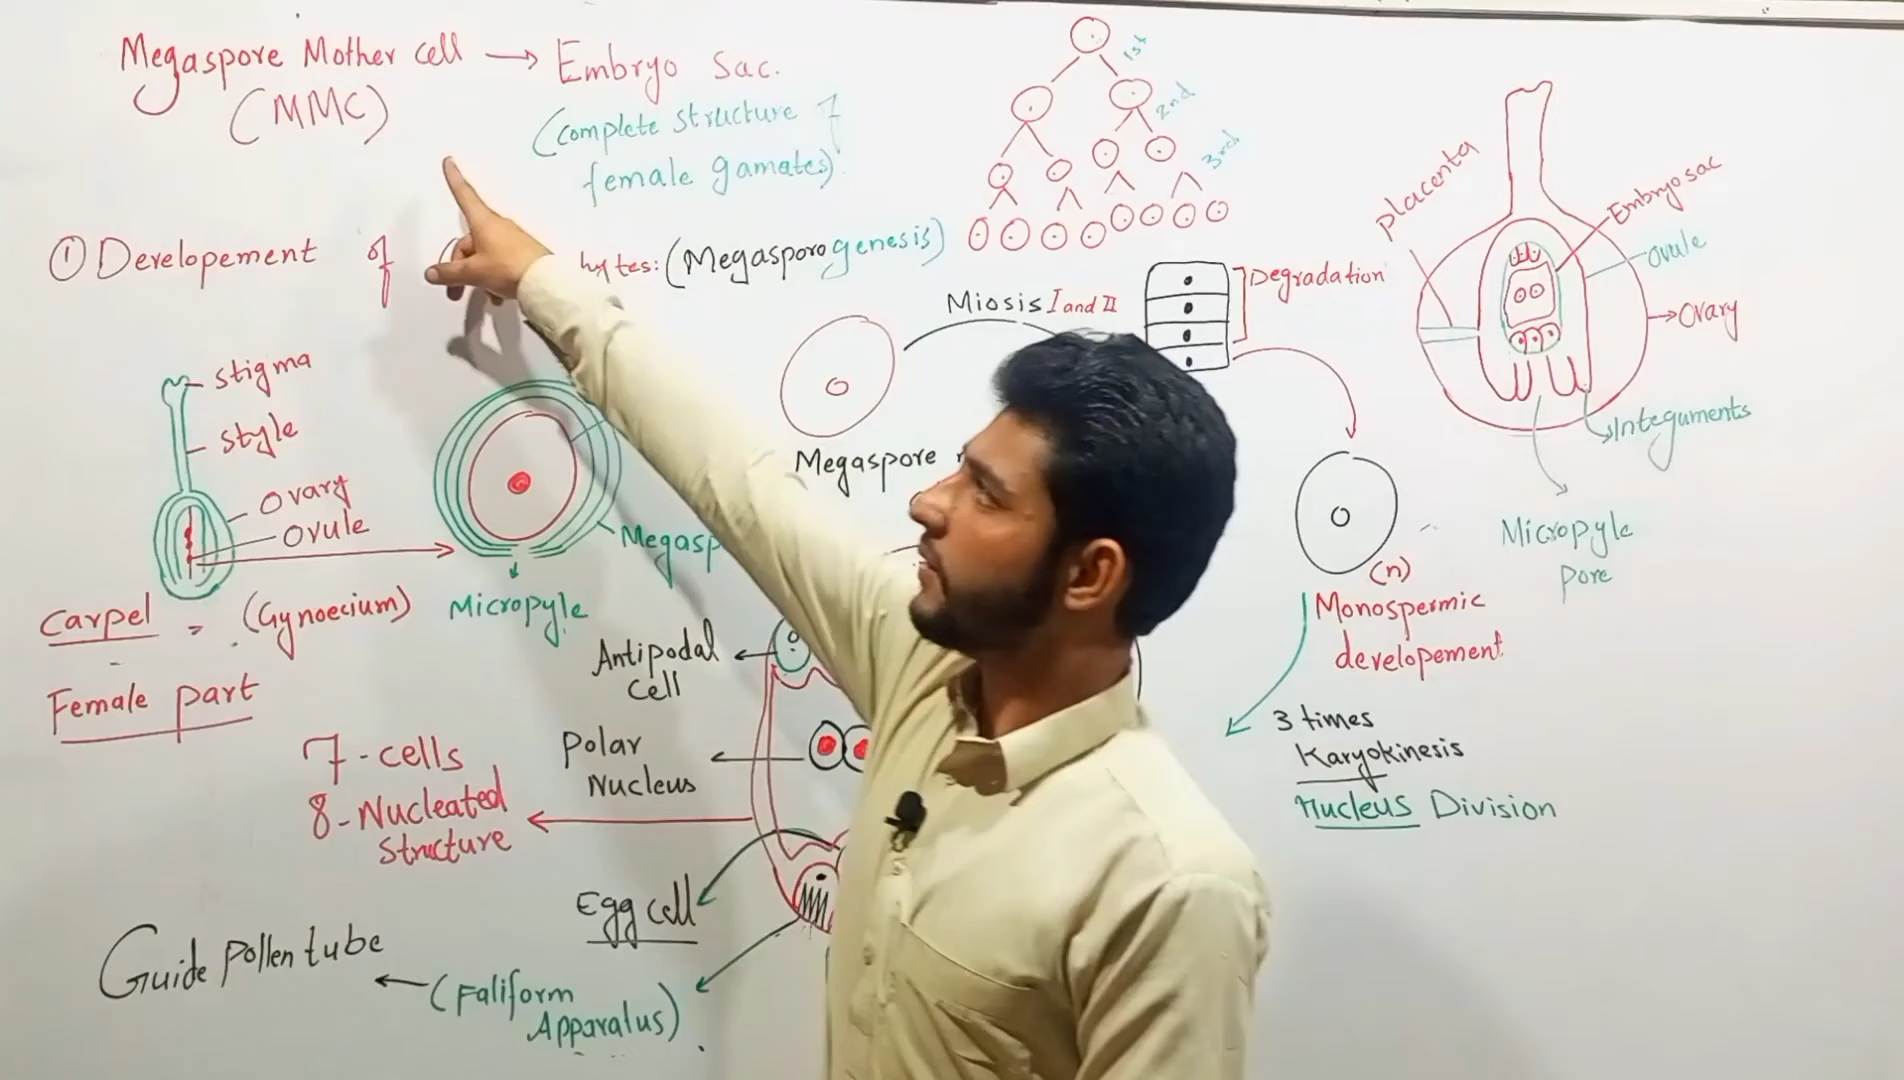 Megaspore Mother cell → Embryo sac.
(MMC)
(complete structure of
female gamates).
1st
2nd
3rd
① Developement of hytes: (Megasporogenesis)
Miosis I and II
Degradation
placenta
Embryo sac
ovule
ovary
Integuments
Micropyle
pore
stigma
style
Ovary
Ovule
Carpel = (Gynoecium)
Female part
Micropyle
Megasp
Megaspore
(n)
Monospermic
developement.
3 times
Karyokinesis
Nucleus Division
Antipodal
cell
Polar
Nucleus
7-cells
8-Nucleated
structure
Egg cell
(Faliform
Apparatus)
Guide pollen tube